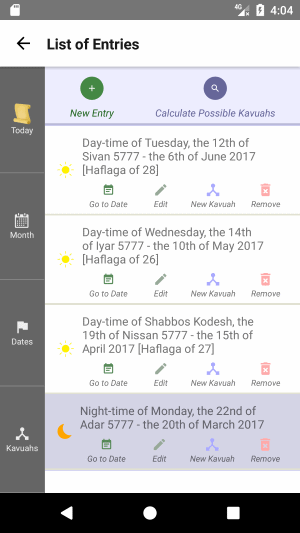 4G
4:04
List of Entries
Today
Month
Dates
Kavuahs
New Entry
Calculate Possible Kavuahs
Day-time of Tuesday, the 12th of
Sivan 5777 - the 6th of June 2017
[Haflaga of 28]
Go to Date
Edit
New Kavuah
Remove
Day-time of Wednesday, the 14th
of Iyar 5777 - the 10th of May 2017
[Haflaga of 26]
Go to Date
Edit
New Kavuah
Remove
Day-time of Shabbos Kodesh, the
19th of Nissan 5777 - the 15th of
April 2017 [Haflaga of 27]
Go to Date
Edit
New Kavuah
Remove
Night-time of Monday, the 22nd of
Adar 5777 - the 20th of March 2017
Go to Date
Edit
New Kavuah
Remove